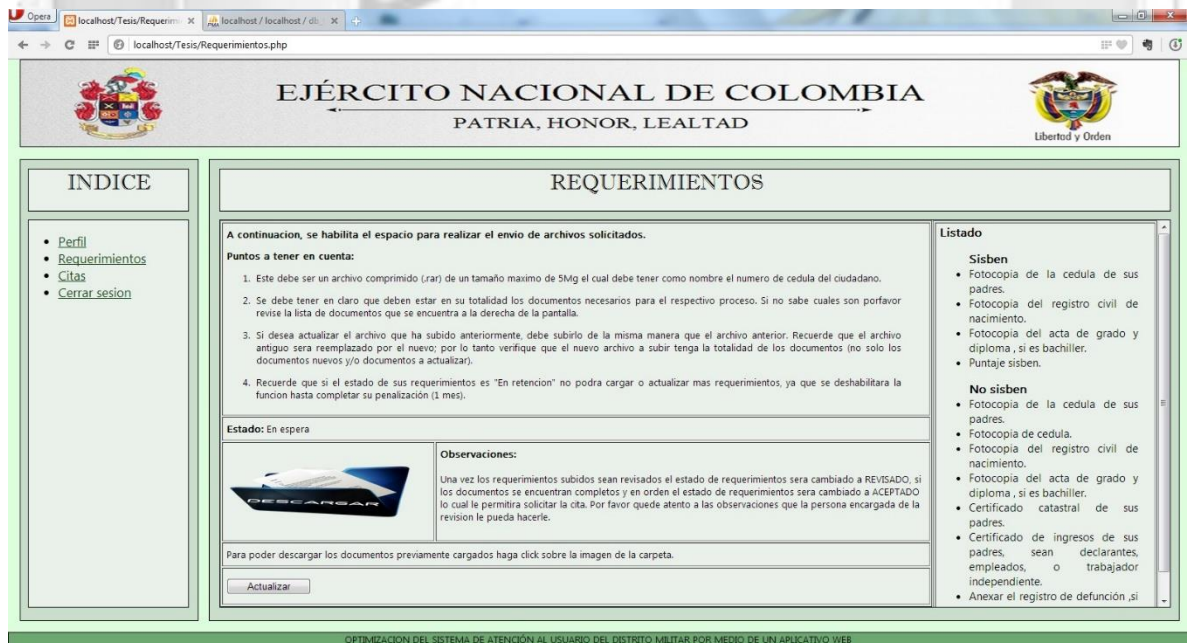 Opera
localhost/Tesis/Requerim
localhost / localhost / db_
localhost/Tesis/Requerimientos.php
EJÉRCITO NACIONAL DE COLOMBIA
PATRIA, HONOR, LEALTAD
Libertad y Orden
INDICE
Perfil
Requerimientos
Citas
Cerrar sesion
REQUERIMIENTOS
A continuacion, se habilita el espacio para realizar el envio de archivos solicitados.
Puntos a tener en cuenta:
1. Este debe ser un archivo comprimido (.rar) de un tamaño maximo de 5Mg el cual debe tener como nombre el numero de cedula del ciudadano.
2. Se debe tener en claro que deben estar en su totalidad los documentos necesarios para el respectivo proceso. Si no sabe cuales son porfavor
revise la lista de documentos que se encuentra a la derecha de la pantalla.
3. Si desea actualizar el archivo que ha subido anteriormente, debe subirlo de la misma manera que el archivo anterior. Recuerde que el archivo
antiguo sera reemplazado por el nuevo; por lo tanto verifique que el nuevo archivo a subir tenga la totalidad de los documentos (no solo los
documentos nuevos y/o documentos a actualizar).
4. Recuerde que si el estado de sus requerimientos es "En retencion" no podra cargar o actualizar mas requerimientos, ya que se deshabilitara la
funcion hasta completar su penalización (1 mes).
Estado: En espera
DESCARGAR
Observaciones:
Una vez los requerimientos subidos sean revisados el estado de requerimientos sera cambiado a REVISADO, si
los documentos se encuentran completos y en orden el estado de requerimientos sera cambiado a ACEPTADO
lo cual le permitira solicitar la cita. Por favor quede atento a las observaciones que la persona encargada de la
revision le pueda hacerle.
Para poder descargar los documentos previamente cargados haga click sobre la imagen de la carpeta.
Actualizar
Listado
Sisben
Fotocopia de la cedula de sus
padres.
Fotocopia del registro civil de
nacimiento.
Fotocopia del acta de grado y
diploma , si es bachiller.
Puntaje sisben.
No sisben
Fotocopia de la cedula de sus
padres.
Fotocopia de cedula.
Fotocopia del registro civil de
nacimiento.
Fotocopia del acta de grado y
diploma , si es bachiller.
Certificado catastral de sus
padres.
Certificado de ingresos de sus
padres, sean declarantes,
empleados, o trabajador
independiente.
Anexar el registro de defunción ,si
OPTIMIZACION DEL SISTEMA DE ATENCIÓN AL USUARIO DEL DISTRITO MILITAR POR MEDIO DE UN APLICATIVO WEB